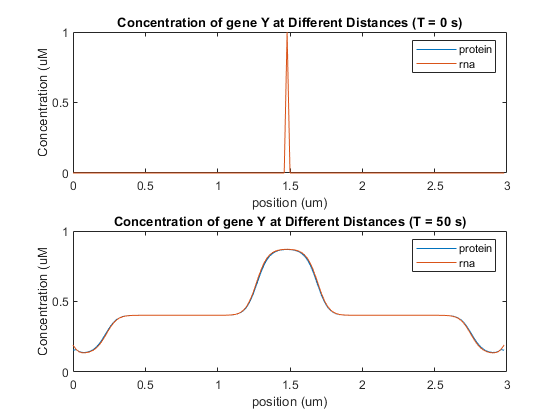 Concentration of gene Y at Different Distances (T = 0 s)
1
0.5
0
Concentration (uM
protein
rna
0 0.5 1 1.5 2 2.5 3
position (um)
Concentration of gene Y at Different Distances (T = 50 s)
1
0.5
0
Concentration (uM
protein
rna
0 0.5 1 1.5 2 2.5 3
position (um)